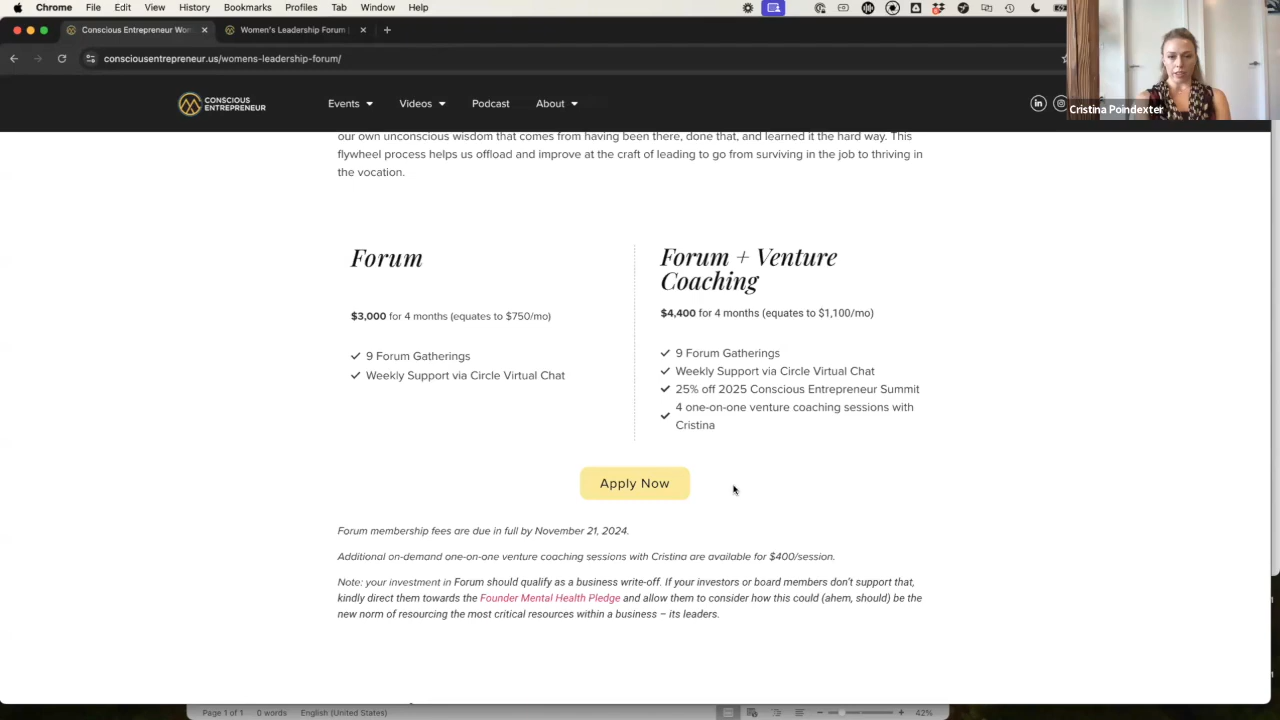 Chrome File Edit View History Bookmarks Profiles Tab Window Help
Conscious Entrepreneur Wom
Women's Leadership Forum |
consciousentrepreneur.us/womens-leadership-forum/
CONSCIOUS
ENTREPRENEUR
Events Videos Podcast About
Cristina Poindexter
our own unconscious wisdom that comes from having been there, done that, and learned it the hard way. This
flywheel process helps us offload and improve at the craft of leading to go from surviving in the job to thriving in
the vocation.
Forum
$3,000 for 4 months (equates to $750/mo)
9 Forum Gatherings
Weekly Support via Circle Virtual Chat
Forum + Venture
Coaching
$4,400 for 4 months (equates to $1,100/mo)
9 Forum Gatherings
Weekly Support via Circle Virtual Chat
25% off 2025 Conscious Entrepreneur Summit
4 one-on-one venture coaching sessions with
Cristina
Apply Now
Forum membership fees are due in full by November 21, 2024.
Additional on-demand one-on-one venture coaching sessions with Cristina are available for $400/session.
Note: your investment in Forum should qualify as a business write-off. If your investors or board members don't support that,
kindly direct them towards the Founder Mental Health Pledge and allow them to consider how this could (ahem, should) be the
new norm of resourcing the most critical resources within a business – its leaders.
Page 1 of 1 0 words English (United States) 42%